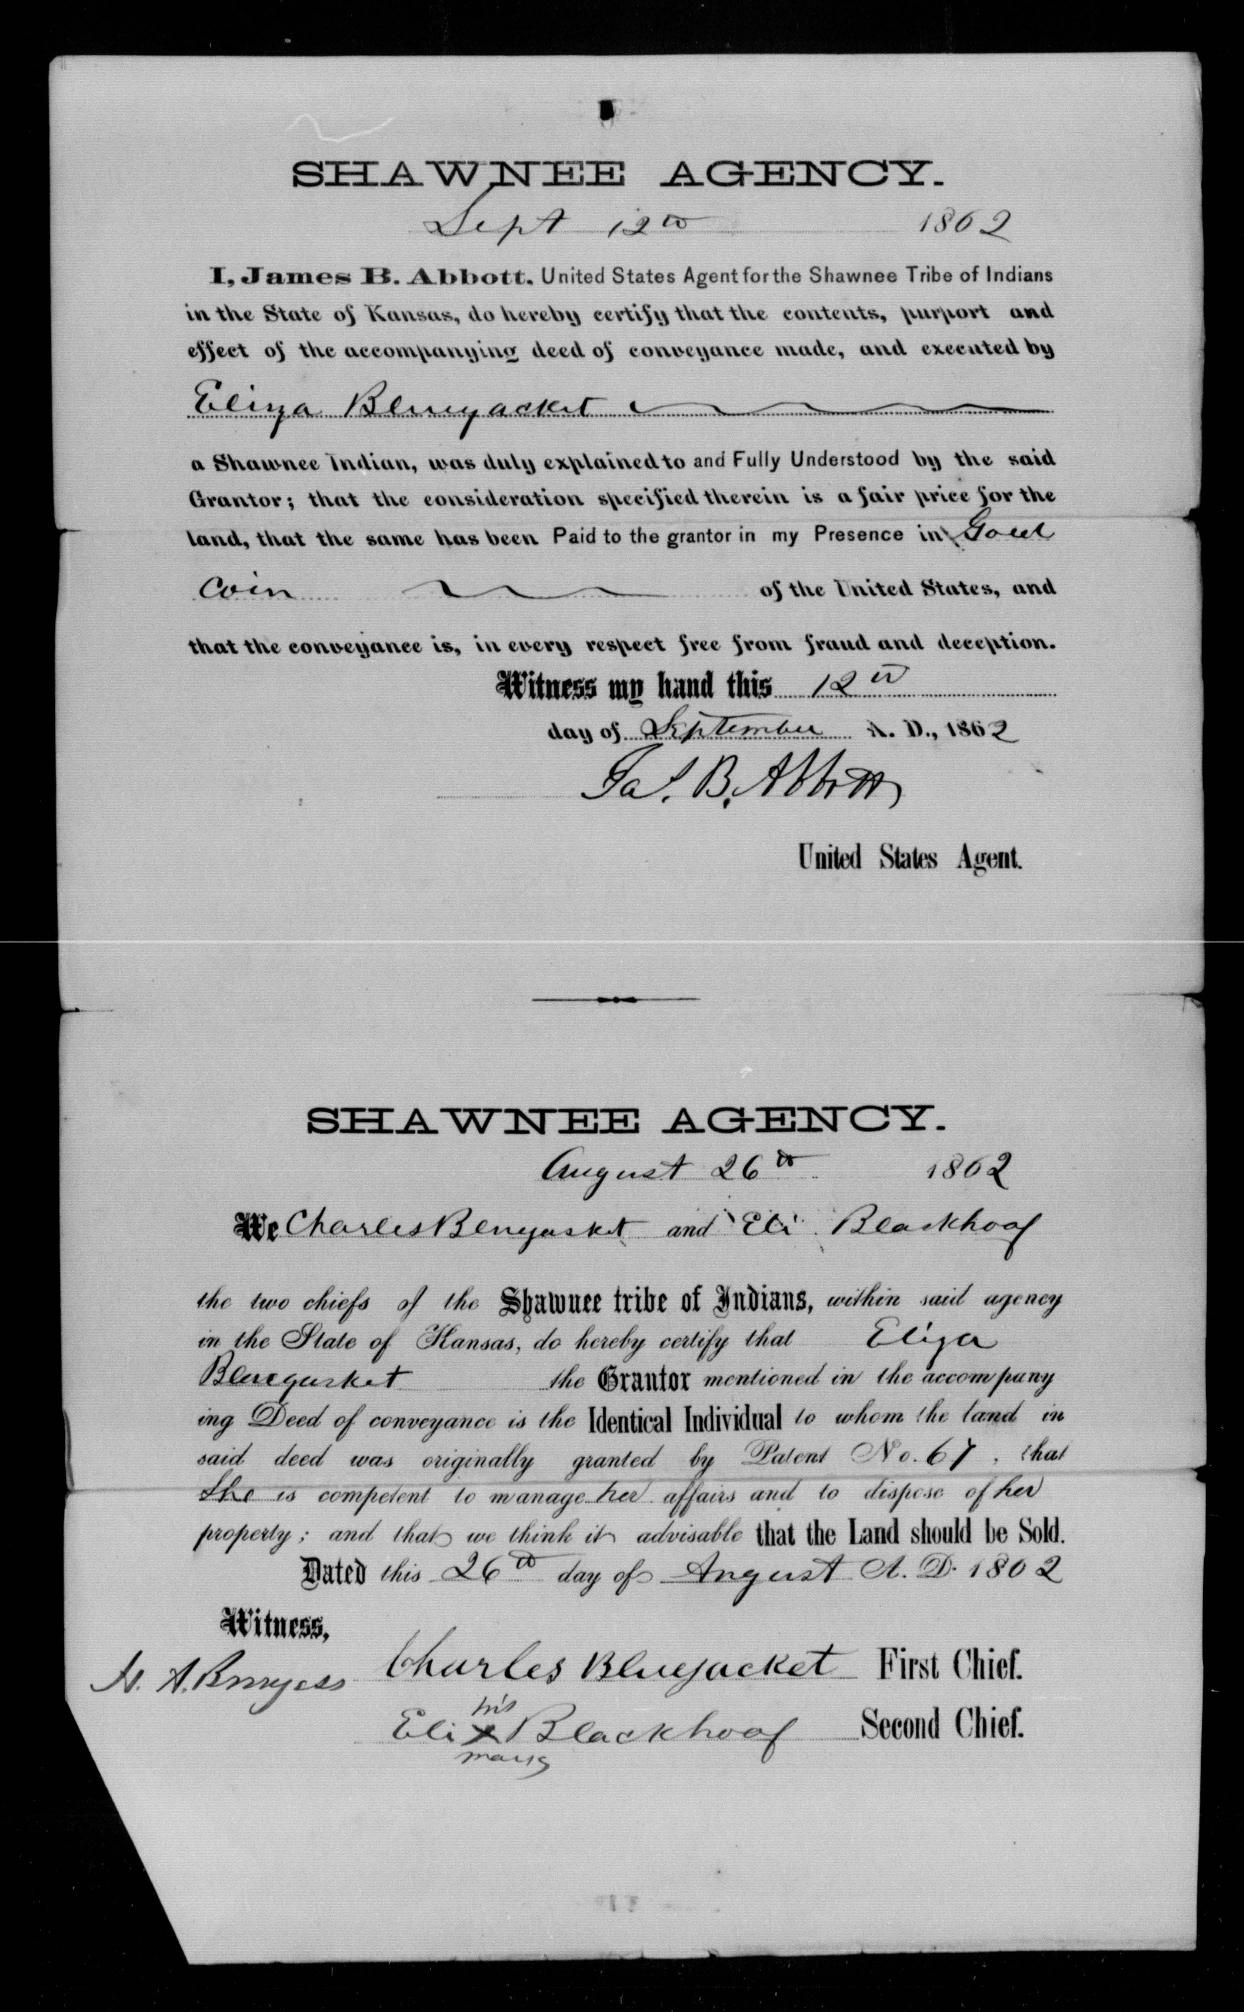 SHAWNEE AGENCY.
Sept 12th 1862
I, James B. Abbott, United States Agent for the Shawnee Tribe of Indians
in the State of Kansas, do hereby certify that the contents, purport and
effect of the accompanying deed of conveyance made, and executed by
Eliza Bluejacket
a Shawnee Indian, was duly explained to and Fully Understood by the said
Grantor; that the consideration specified therein is a fair price for the
land, that the same has been Paid to the grantor in my Presence in Gold
Coin of the United States, and
that the conveyance is, in every respect free from fraud and deception.
Witness my hand this 12th
day of September A. D., 1862
Jas. B. Abbott
United States Agent.
SHAWNEE AGENCY.
August 26th 1862
We Charles Bluejacket and Eli Blackhoof
the two chiefs of the Shawnee tribe of Indians, within said agency
in the State of Kansas, do hereby certify that Eliza
Bluejacket the Grantor mentioned in the accompany
ing Deed of conveyance is the Identical Individual to whom the land in
said deed was originally granted by Patent No. 67, that
She is competent to manage her affairs and to dispose of her
property; and that we think it advisable that the Land should be Sold.
Dated this 26th day of August A. D. 1862
Witness,
Charles Bluejacket First Chief.
A. Burgess
his
Eli X Blackhoof Second Chief.
mark